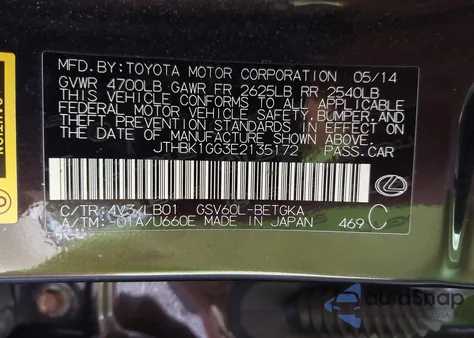 MFD.BY:TOYOTA MOTOR CORPORATION 05/14
GVWR 4700LB GAWR FR 2625LB RR 2540LB
THIS VEHICLE CONFORMS TO ALL APPLICABLE
FEDERAL MOTOR VEHICLE SAFETY,BUMPER, AND
THEFT PREVENTION STANDARDS IN EFFECT ON
THE DATE OF MANUFACTURE SHOWN ABOVE.
JTHBK1GG3E2135172 PASS.CAR
C/TR:4V3/LB01 GSV60L-BETGKA
A/TM:-01A/U660E MADE IN JAPAN 469 C
AutoSnap